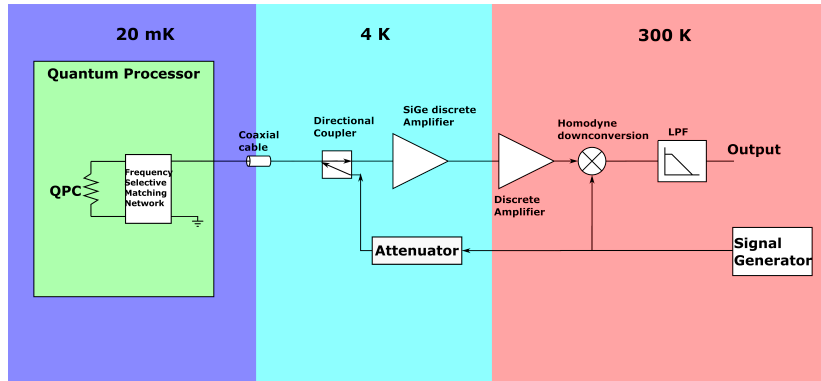 20 mK
4 K
300 K
Quantum Processor
QPC
Frequency
Selective
Matching
Network
Coaxial
cable
Directional
Coupler
SiGe discrete
Amplifier
Discrete
Amplifier
Homodyne
downconversion
LPF
Output
Attenuator
Signal
Generator